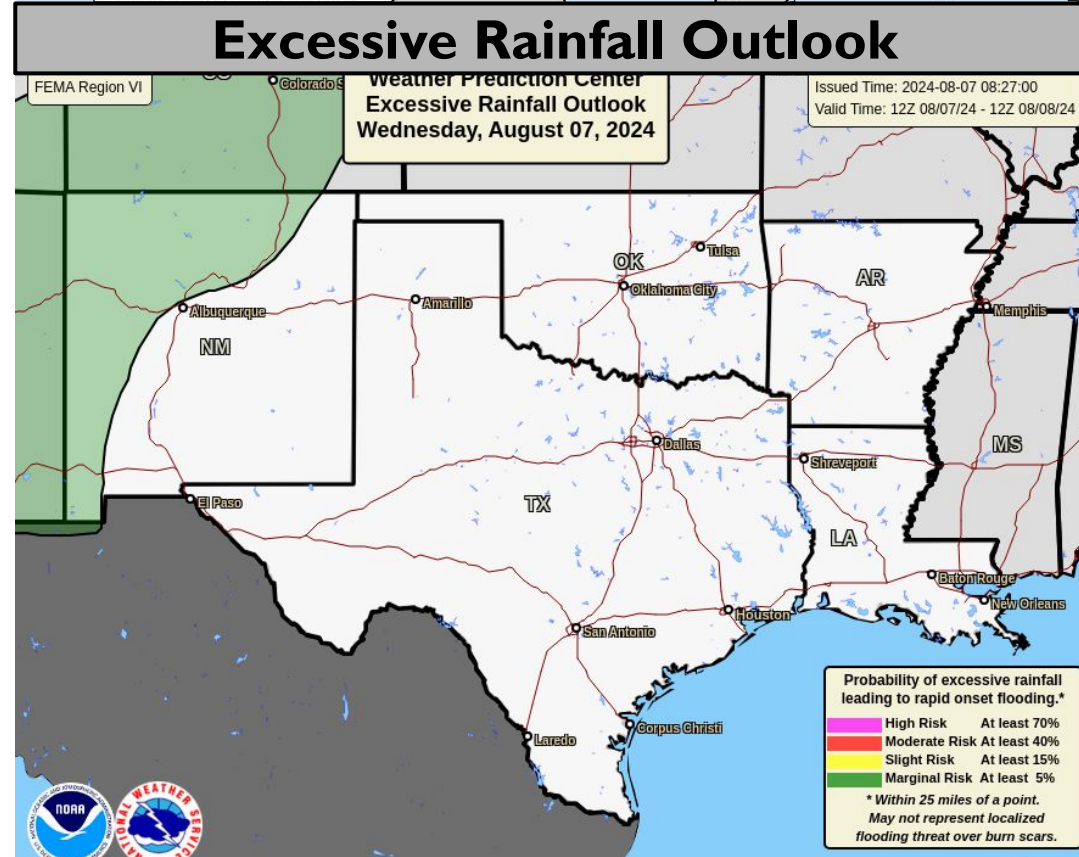 Excessive Rainfall Outlook
FEMA Region VI
Weather Prediction Center
Excessive Rainfall Outlook
Wednesday, August 07, 2024
Issued Time: 2024-08-07 08:27:00
Valid Time: 12Z 08/07/24 - 12Z 08/08/24
Colorado S
Tulsa
OK
AR
Oklahoma City
Amarillo
Albuquerque
Memphis
NM
Dallas
MS
Shreveport
El Paso
TX
LA
Baton Rouge
New Orleans
Houston
San Antonio
Corpus Christi
Laredo
Probability of excessive rainfall
leading to rapid onset flooding.*
High Risk At least 70%
Moderate Risk At least 40%
Slight Risk At least 15%
Marginal Risk At least 5%
* Within 25 miles of a point.
May not represent localized
flooding threat over burn scars.
NOAA
NATIONAL WEATHER SERVICE